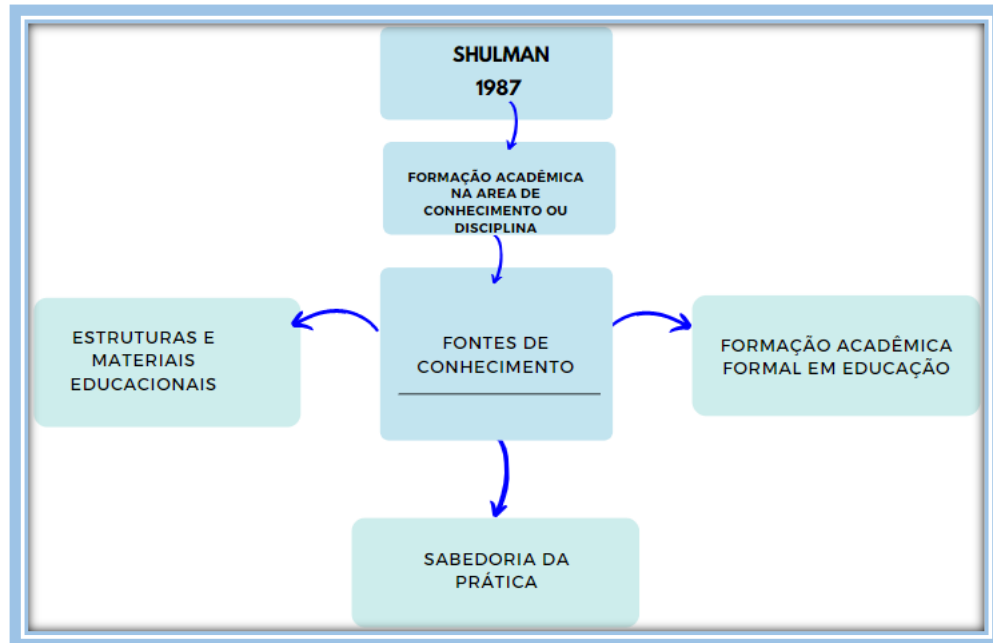 SHULMAN
1987
FORMAÇÃO ACADÊMICA
NA AREA DE
CONHECIMENTO OU
DISCIPLINA
FONTES DE
CONHECIMENTO
ESTRUTURAS E
MATERIAIS
EDUCACIONAIS
FORMAÇÃO ACADÊMICA
FORMAL EM EDUCAÇÃO
SABEDORIA DA
PRÁTICA